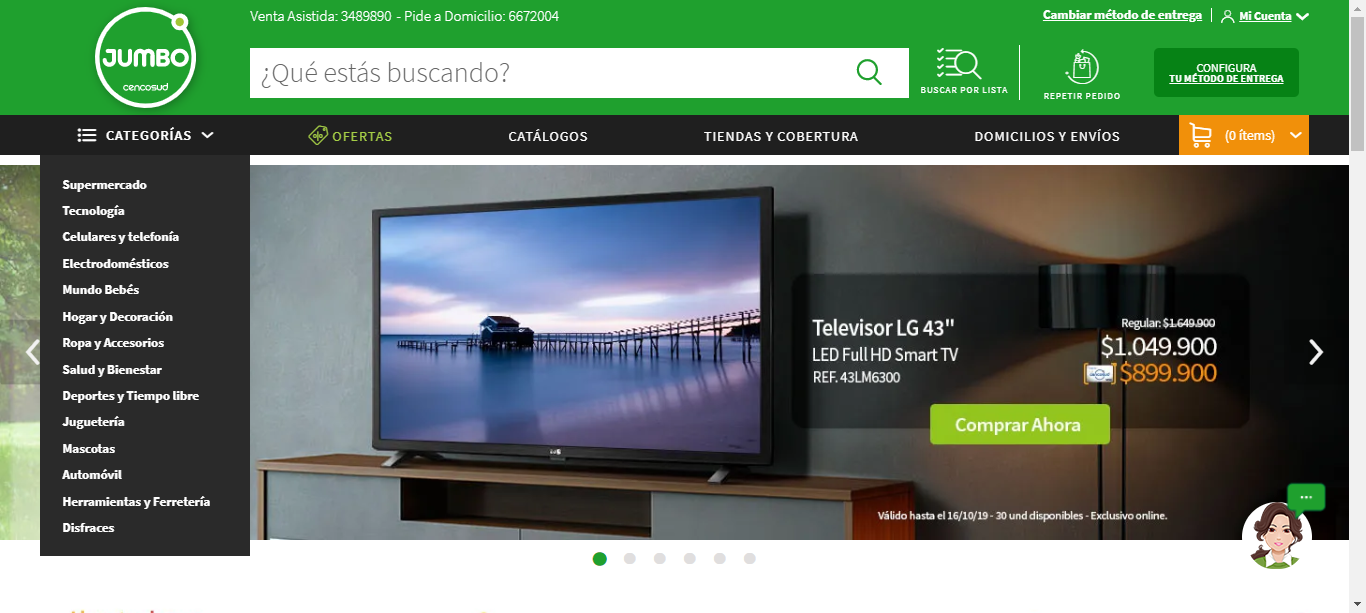 Venta Asistida: 3489890 - Pide a Domicilio: 6672004
Cambiar método de entrega
Mi Cuenta
JUMBO
cencosud
¿Qué estás buscando?
BUSCAR POR LISTA
REPETIR PEDIDO
CONFIGURA
TU MÉTODO DE ENTREGA
CATEGORÍAS
OFERTAS
CATÁLOGOS
TIENDAS Y COBERTURA
DOMICILIOS Y ENVÍOS
(0 ítems)
Supermercado
Tecnología
Celulares y telefonía
Electrodomésticos
Mundo Bebés
Hogar y Decoración
Ropa y Accesorios
Salud y Bienestar
Deportes y Tiempo libre
Juguetería
Mascotas
Automóvil
Herramientas y Ferretería
Disfraces
Televisor LG 43"
LED Full HD Smart TV
REF. 43LM6300
Regular: $1.649.900
$1.049.900
$899.900
Comprar Ahora
Válido hasta el 16/10/19 - 30 und disponibles - Exclusivo online.